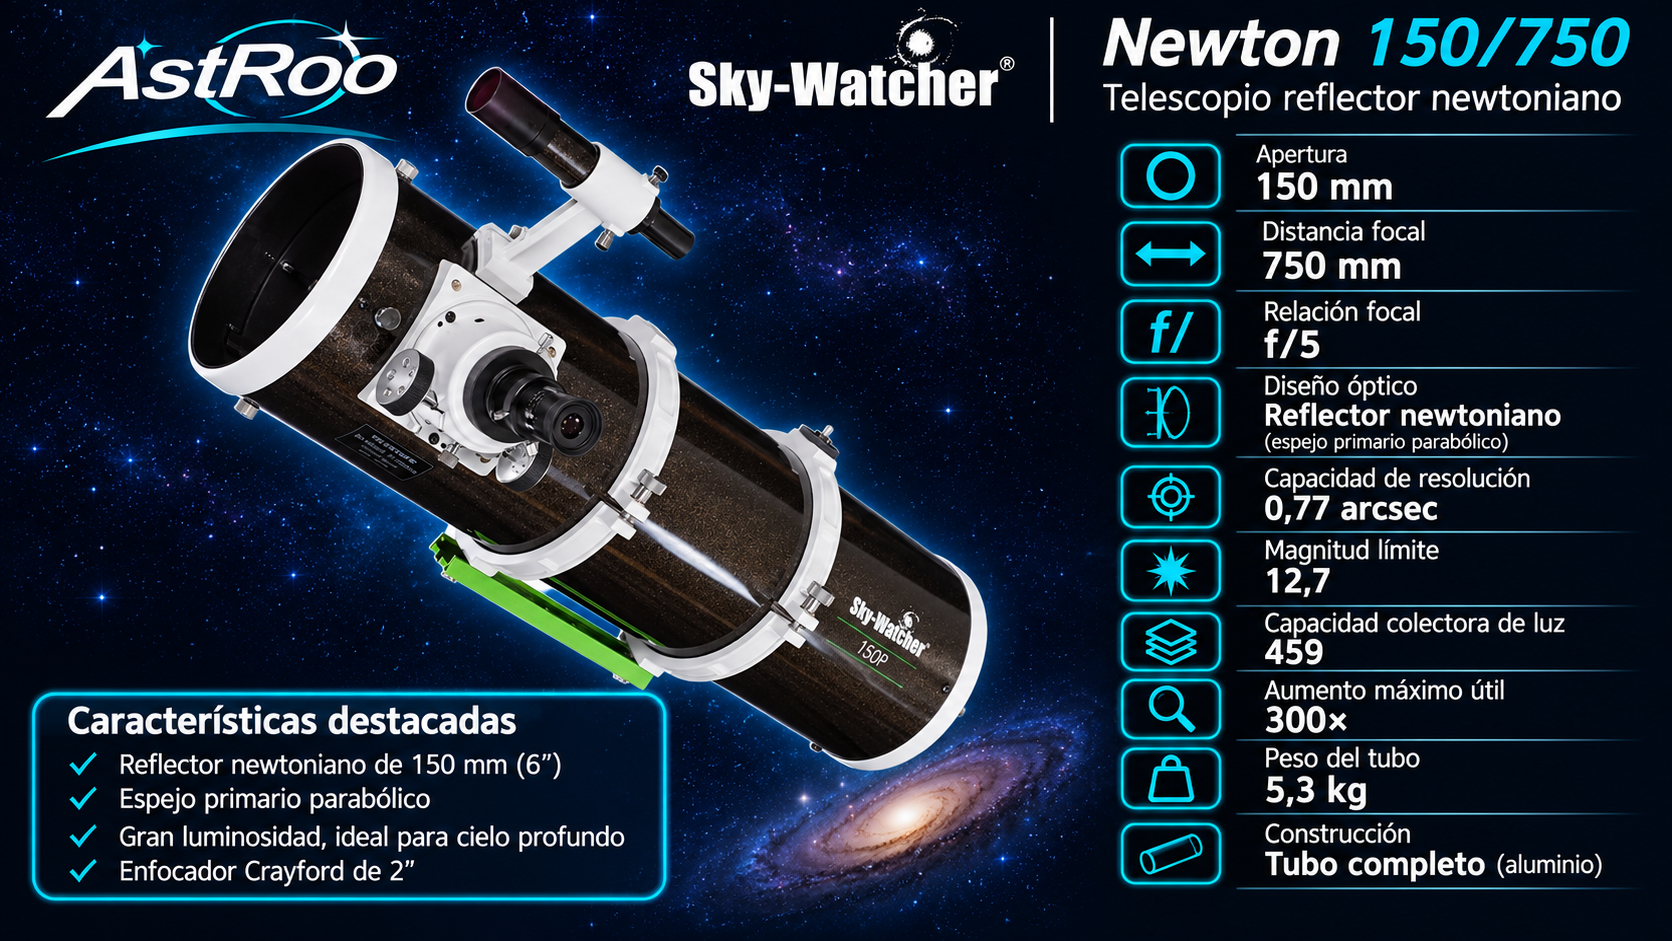 AstRoo
Sky-Watcher®
Newton 150/750
Telescopio reflector newtoniano
Apertura
150 mm
Distancia focal
750 mm
f/
Relación focal
f/5
Diseño óptico
Reflector newtoniano
(espejo primario parabólico)
Capacidad de resolución
0,77 arcsec
Magnitud límite
12,7
Capacidad colectora de luz
459
Aumento máximo útil
300×
Peso del tubo
5,3 kg
Construcción
Tubo completo (aluminio)
Sky-Watcher®
150P
Características destacadas
Reflector newtoniano de 150 mm (6”)
Espejo primario parabólico
Gran luminosidad, ideal para cielo profundo
Enfocador Crayford de 2”